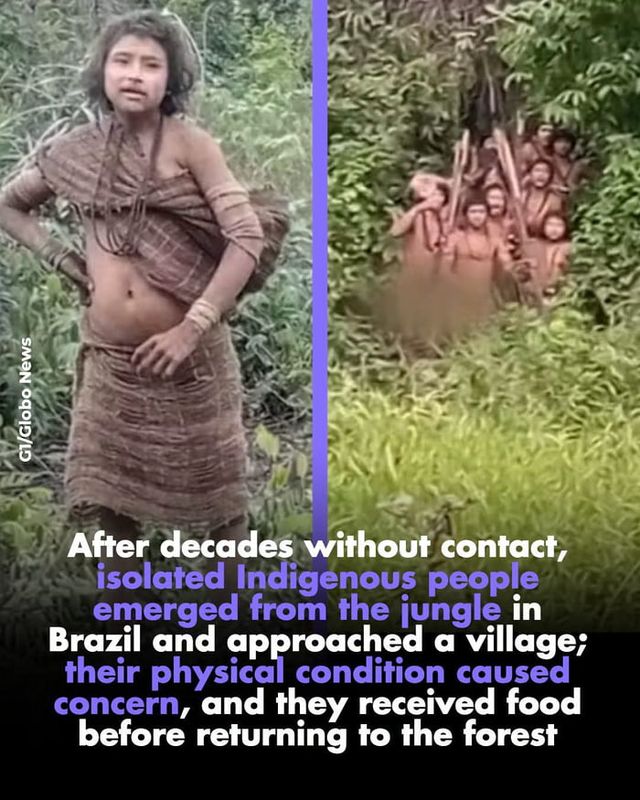 G1/Globo News
After decades without contact,
isolated Indigenous people
emerged from the jungle in
Brazil and approached a village;
their physical condition caused
concern, and they received food
before returning to the forest